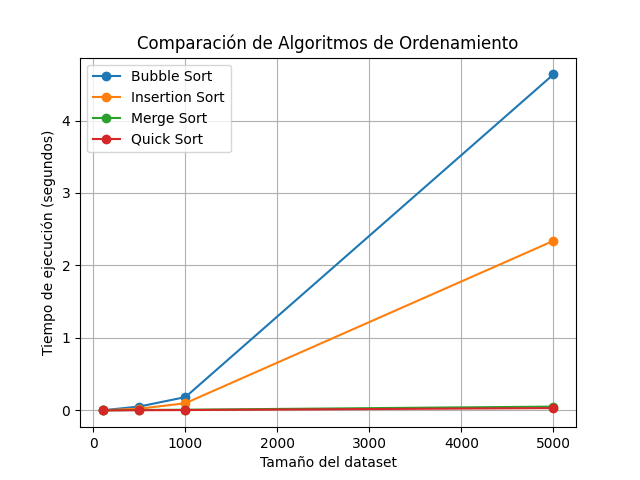 Comparación de Algoritmos de Ordenamiento
Bubble Sort
Insertion Sort
Merge Sort
Quick Sort
Tiempo de ejecución (segundos)
4
3
2
1
0
0 1000 2000 3000 4000 5000
Tamaño del dataset